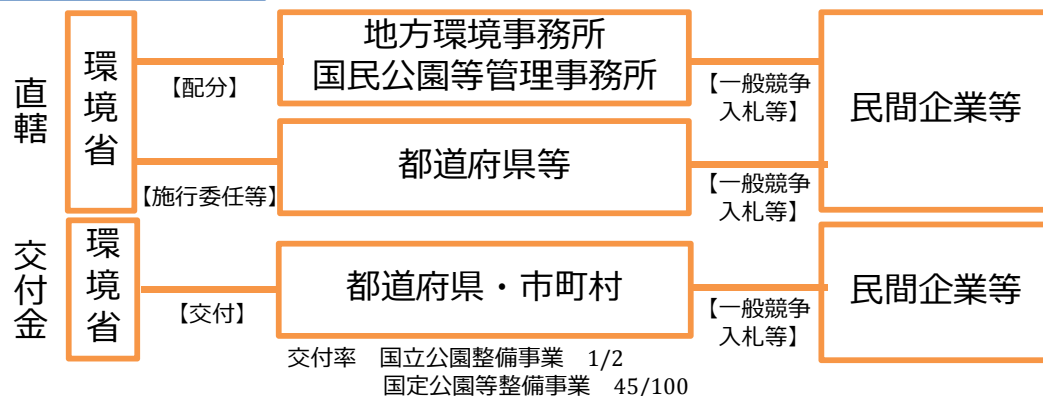 直轄
環境省
【配分】
地方環境事務所
国民公園等管理事務所
【一般競争
入札等】
民間企業等
【施行委任等】
都道府県等
【一般競争
入札等】
交付金
環境省
【交付】
都道府県・市町村
【一般競争
入札等】
民間企業等
交付率　国立公園整備事業　1/2
国定公園等整備事業　45/100